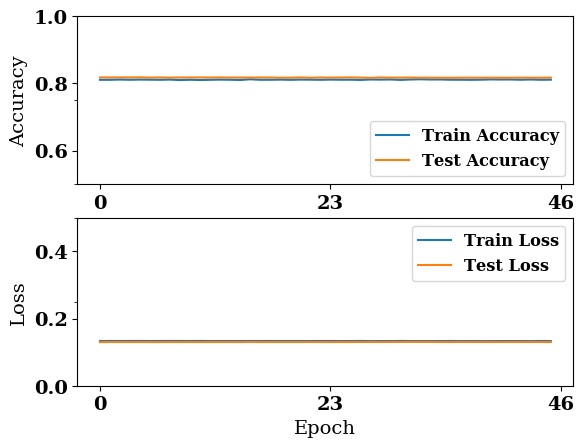 1.0
0.8
0.6
Accuracy
Train Accuracy
Test Accuracy
0 23 46
0.4
0.2
0.0
Loss
Train Loss
Test Loss
0 23 46
Epoch